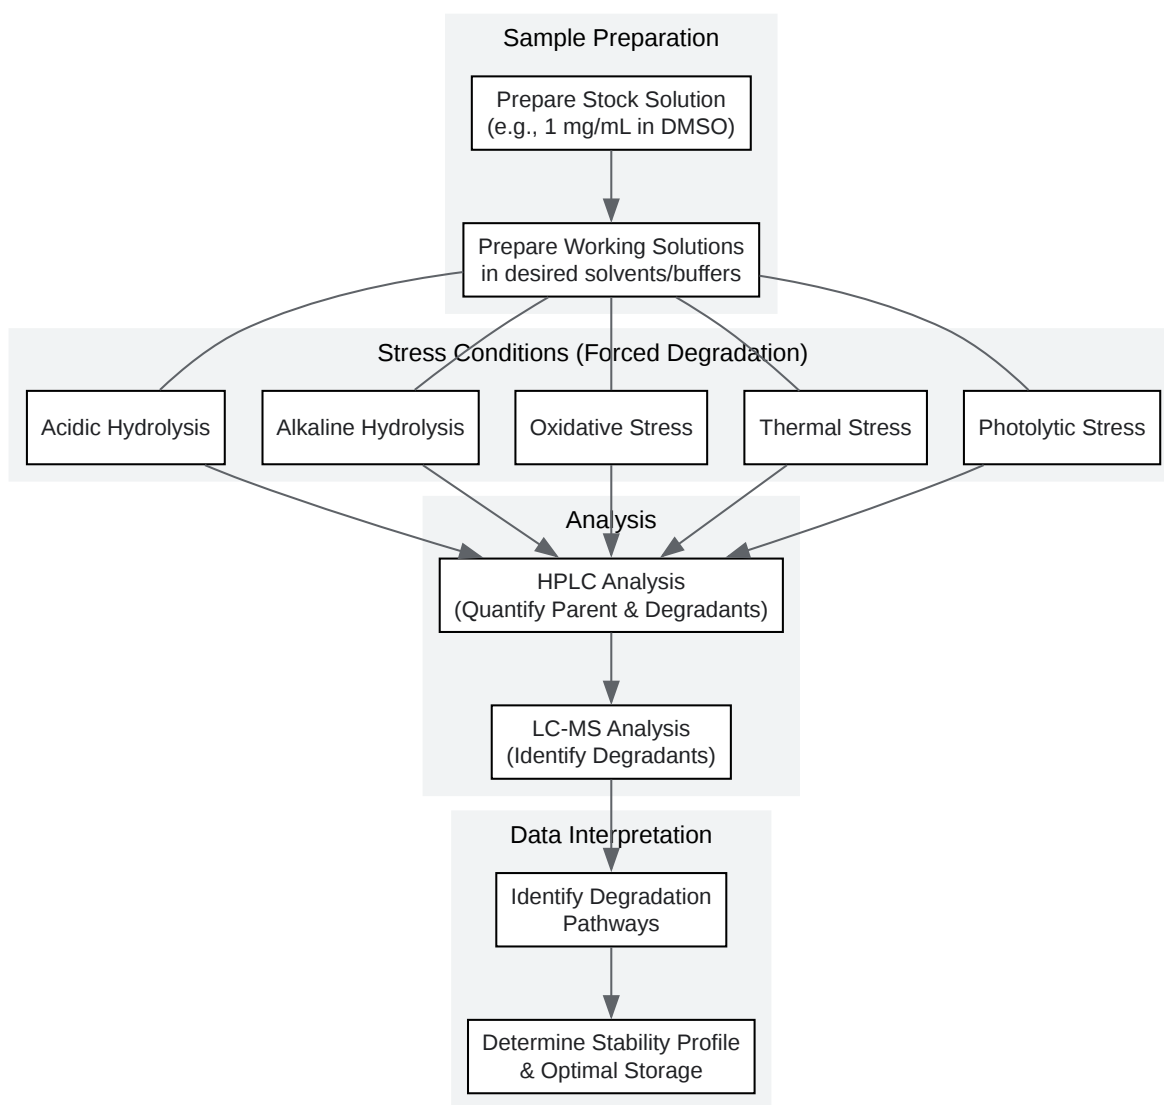 Sample Preparation
Prepare Stock Solution
(e.g., 1 mg/mL in DMSO)
Prepare Working Solutions
in desired solvents/buffers
Stress Conditions (Forced Degradation)
Acidic Hydrolysis
Alkaline Hydrolysis
Oxidative Stress
Thermal Stress
Photolytic Stress
Analysis
HPLC Analysis
(Quantify Parent & Degradants)
LC-MS Analysis
(Identify Degradants)
Data Interpretation
Identify Degradation
Pathways
Determine Stability Profile
& Optimal Storage